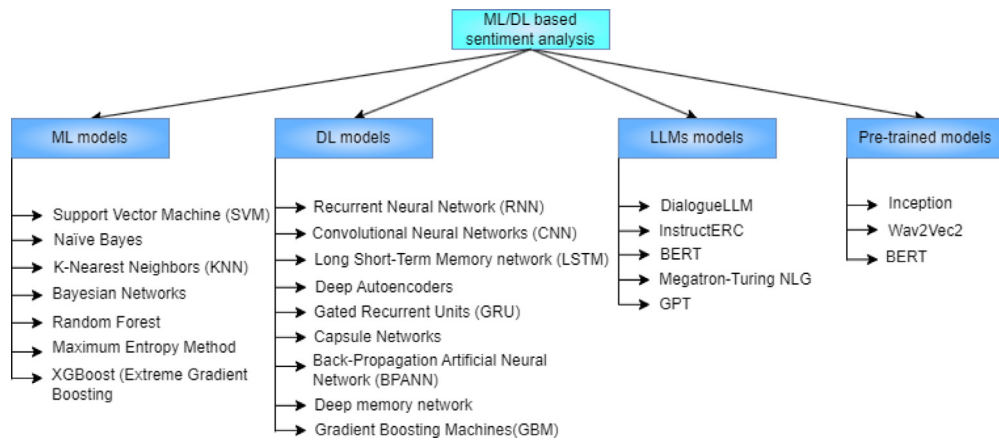 ML/DL based
sentiment analysis
ML models
DL models
LLMs models
Pre-trained models
Support Vector Machine (SVM)
Naïve Bayes
K-Nearest Neighbors (KNN)
Bayesian Networks
Random Forest
Maximum Entropy Method
XGBoost (Extreme Gradient
Boosting
Recurrent Neural Network (RNN)
Convolutional Neural Networks (CNN)
Long Short-Term Memory network (LSTM)
Deep Autoencoders
Gated Recurrent Units (GRU)
Capsule Networks
Back-Propagation Artificial Neural
Network (BPANN)
Deep memory network
Gradient Boosting Machines(GBM)
DialogueLLM
InstructERC
BERT
Megatron-Turing NLG
GPT
Inception
Wav2Vec2
BERT